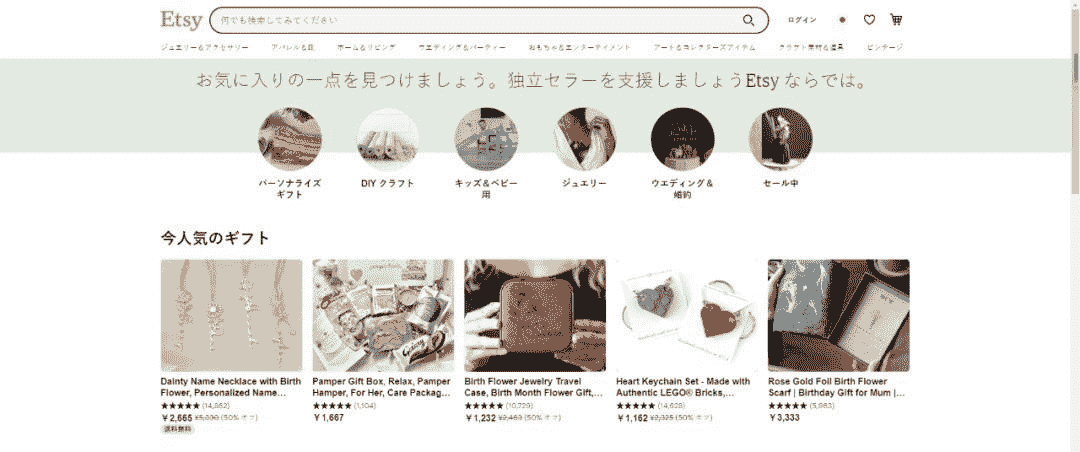 Etsy
何でも検索してみてください
ログイン
ジュエリー&アクセサリー アパレル&靴 ホーム&リビング ウエディング&パーティー おもちゃ&エンターテイメント アート&コレクターズアイテム クラフト素材&道具 ビンテージ
お気に入りの一点を見つけましょう。独立セラーを支援しましょうEtsy ならでは。
パーソナライズ
ギフト
DIY クラフト
キッズ&ベビー
用
ジュエリー
ウエディング&
婚約
セール中
今人気のギフト
Dainty Name Necklace with Birth
Flower, Personalized Name…
★★★★★ (14,862)
¥2,665 ¥5,330 (50% オフ)
送料無料
Pamper Gift Box, Relax, Pamper
Hamper, For Her, Care Packag…
★★★★★ (1,104)
¥1,667
Birth Flower Jewelry Travel
Case, Birth Month Flower Gift,…
★★★★★ (10,729)
¥1,232 ¥2,463 (50% オフ)
Heart Keychain Set - Made with
Authentic LEGO® Bricks,…
★★★★★ (14,628)
¥1,162 ¥2,325 (50% オフ)
Rose Gold Foil Birth Flower
Scarf | Birthday Gift for Mum |…
★★★★★ (5,963)
¥3,333